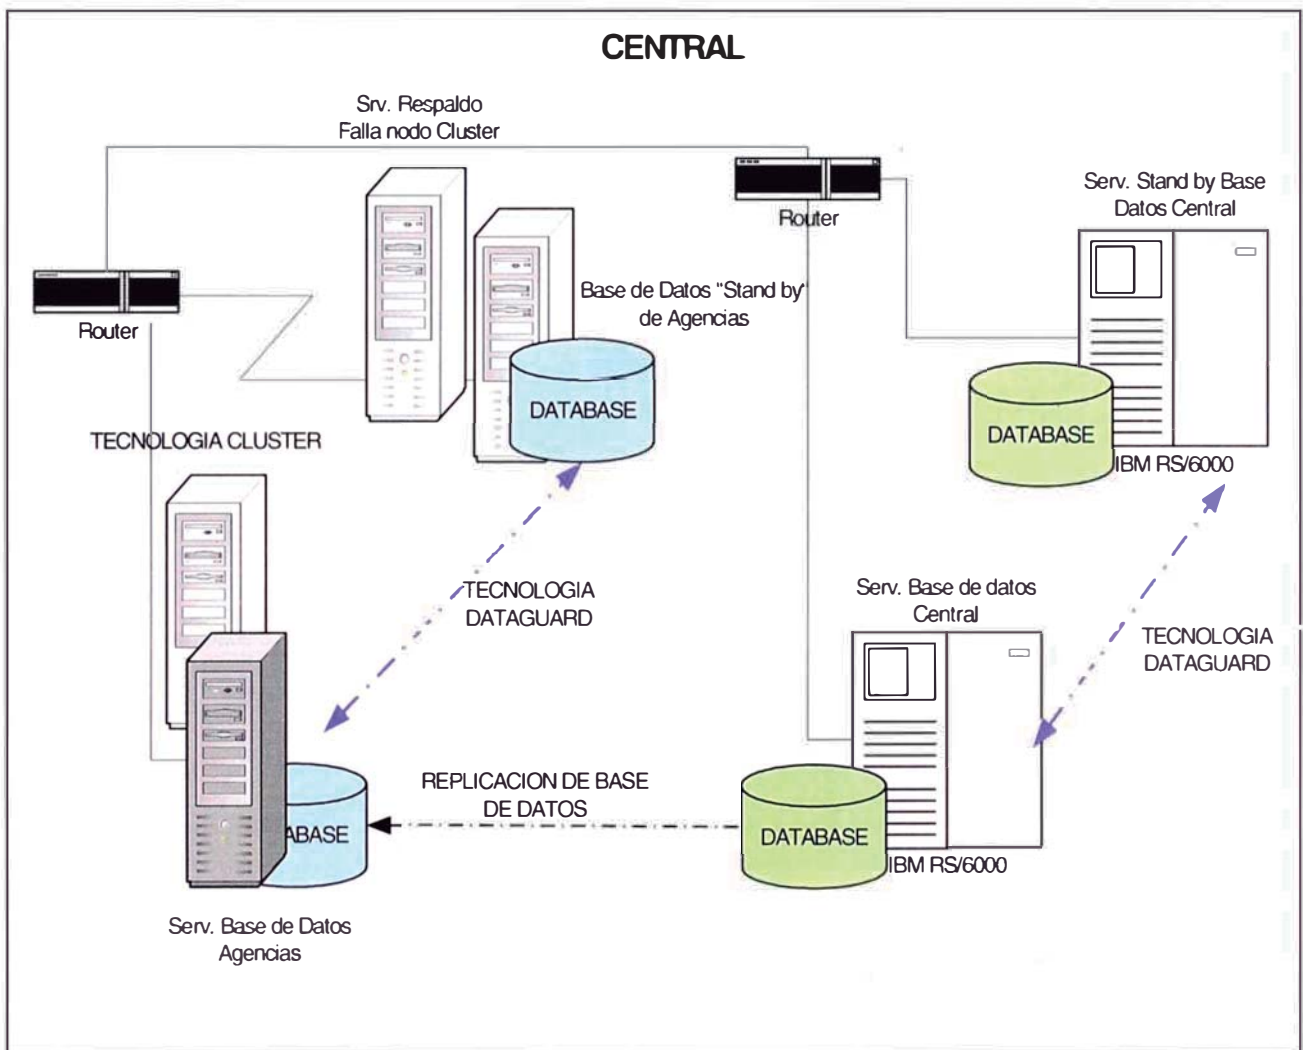 CENTRAL
Srv. Respaldo
Falla nodo Cluster
Router
Serv. Stand by Base
Datos Central
Router
Base de Datos "Stand by"
de Agencias
DATABASE
DATABASE
IBM RS/6000
TECNOLOGIA CLUSTER
TECNOLOGIA
DATAGUARD
Serv. Base de datos
Central
TECNOLOGIA
DATAGUARD
REPLICACION DE BASE
DE DATOS
ABASE
DATABASE
IBM RS/6000
Serv. Base de Datos
Agencias